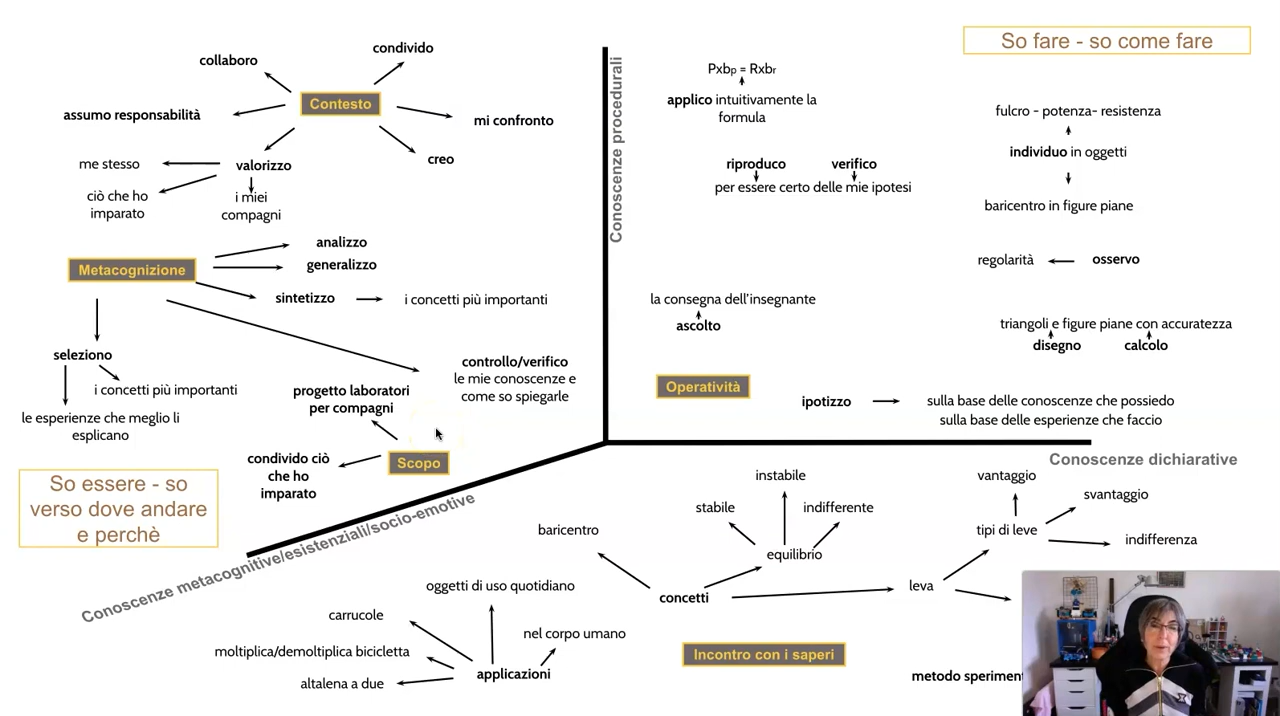 So fare - so come fare
condivido
collaboro
Contesto
assumo responsabilità
mi confronto
creo
me stesso
valorizzo
ciò che ho
imparato
i miei
compagni
analizzo
Metacognizione
generalizzo
sintetizzo
i concetti più importanti
seleziono
i concetti più importanti
le esperienze che meglio li
esplicano
controllo/verifico
le mie conoscenze e
come so spiegarle
progetto laboratori
per compagni
Scopo
condivido ciò
che ho
imparato
So essere - so
verso dove andare
e perchè
Conoscenze procedurali
Pxbp = Rxbr
applico intuitivamente la
formula
riproduco
verifico
per essere certo delle mie ipotesi
fulcro - potenza- resistenza
individuo in oggetti
baricentro in figure piane
regolarità
osservo
la consegna dell'insegnante
ascolto
triangoli e figure piane con accuratezza
disegno
calcolo
Operatività
ipotizzo
sulla base delle conoscenze che possiedo
sulla base delle esperienze che faccio
Conoscenze dichiarative
Conoscenze metacognitive/esistenziali/socio-emotive
instabile
stabile
indifferente
equilibrio
baricentro
concetti
leva
vantaggio
svantaggio
tipi di leve
indifferenza
oggetti di uso quotidiano
carrucole
nel corpo umano
moltiplica/demoltiplica bicicletta
applicazioni
altalena a due
Incontro con i saperi
metodo speriment